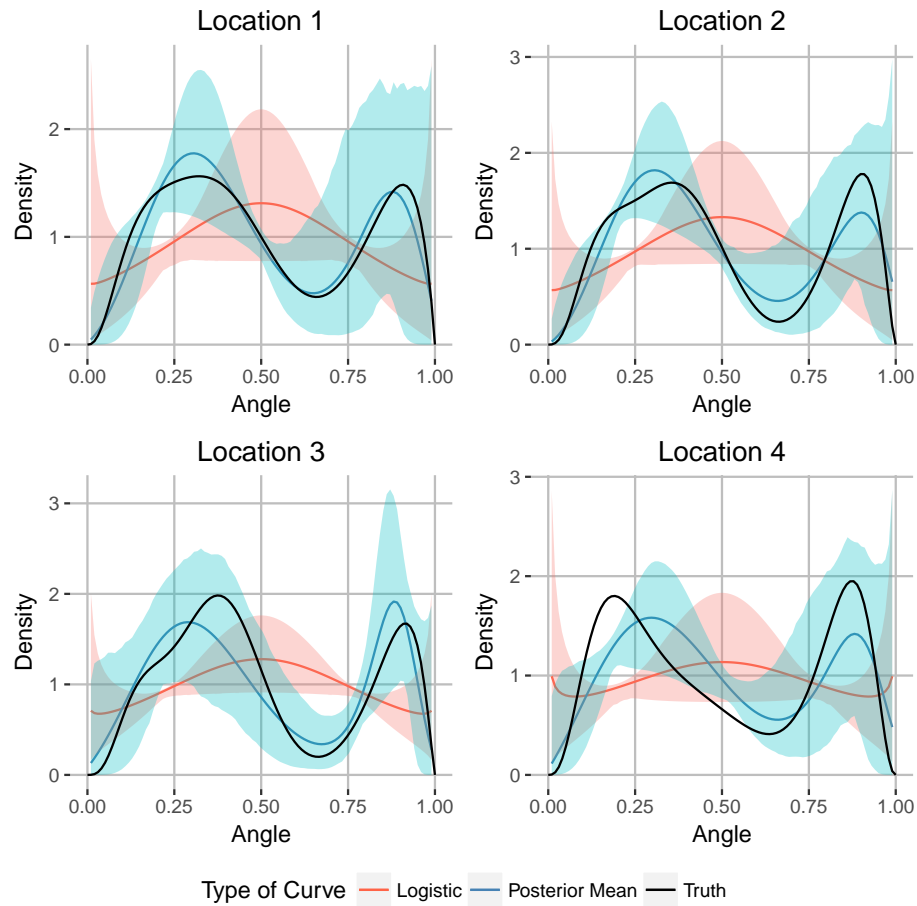 Location 1
Location 2
Density
2
1
0
0.00 0.25 0.50 0.75 1.00
Angle
Density
3
2
1
0
0.00 0.25 0.50 0.75 1.00
Angle
Location 3
Location 4
Density
3
2
1
0
0.00 0.25 0.50 0.75 1.00
Angle
Density
3
2
1
0
0.00 0.25 0.50 0.75 1.00
Angle
Type of Curve Logistic Posterior Mean Truth